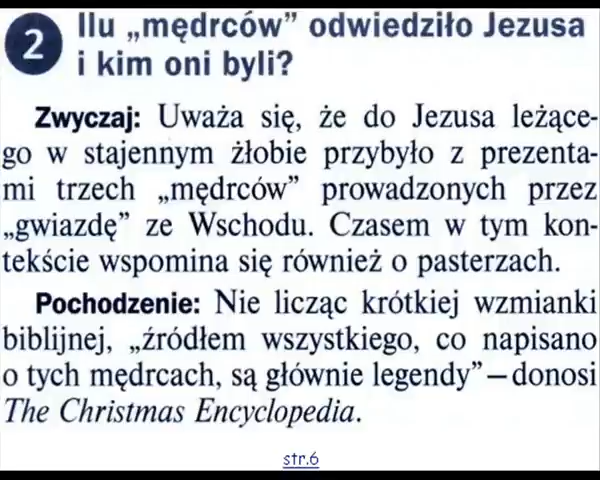 2
Ilu „mędrców” odwiedziło Jezusa
i kim oni byli?
Zwyczaj: Uważa się, że do Jezusa leżące-
go w stajennym żłobie przybyło z prezenta-
mi trzech „mędrców” prowadzonych przez
„gwiazdę” ze Wschodu. Czasem w tym kon-
tekście wspomina się również o pasterzach.
Pochodzenie: Nie licząc krótkiej wzmianki
biblijnej, „źródłem wszystkiego, co napisano
o tych mędrcach, są głównie legendy” – donosi
The Christmas Encyclopedia.
str.6